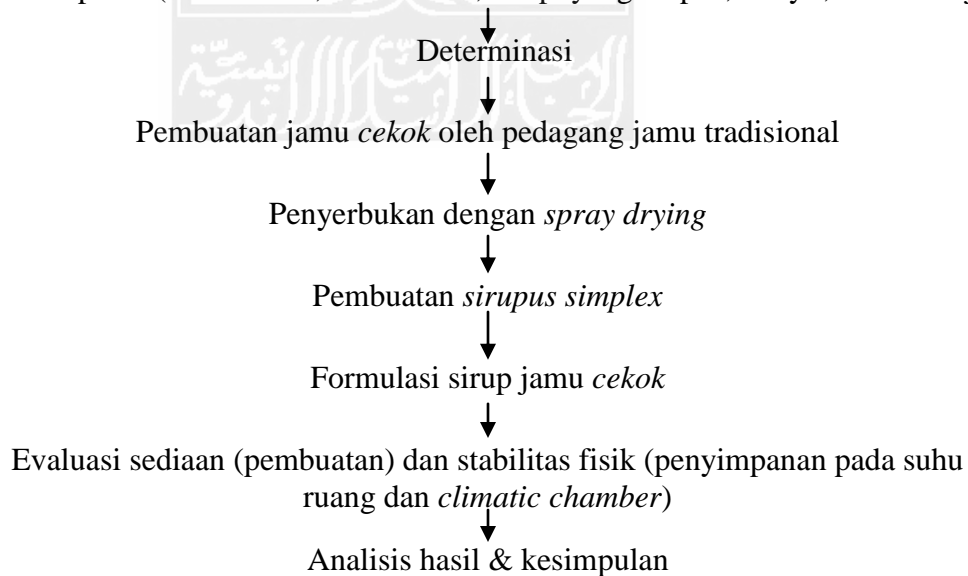 Determinasi
Pembuatan jamu cekok oleh pedagang jamu tradisional
Penyerbukan dengan spray drying
Pembuatan sirupus simplex
Formulasi sirup jamu cekok
Evaluasi sediaan (pembuatan) dan stabilitas fisik (penyimpanan pada suhu
ruang dan climatic chamber)
Analisis hasil & kesimpulan